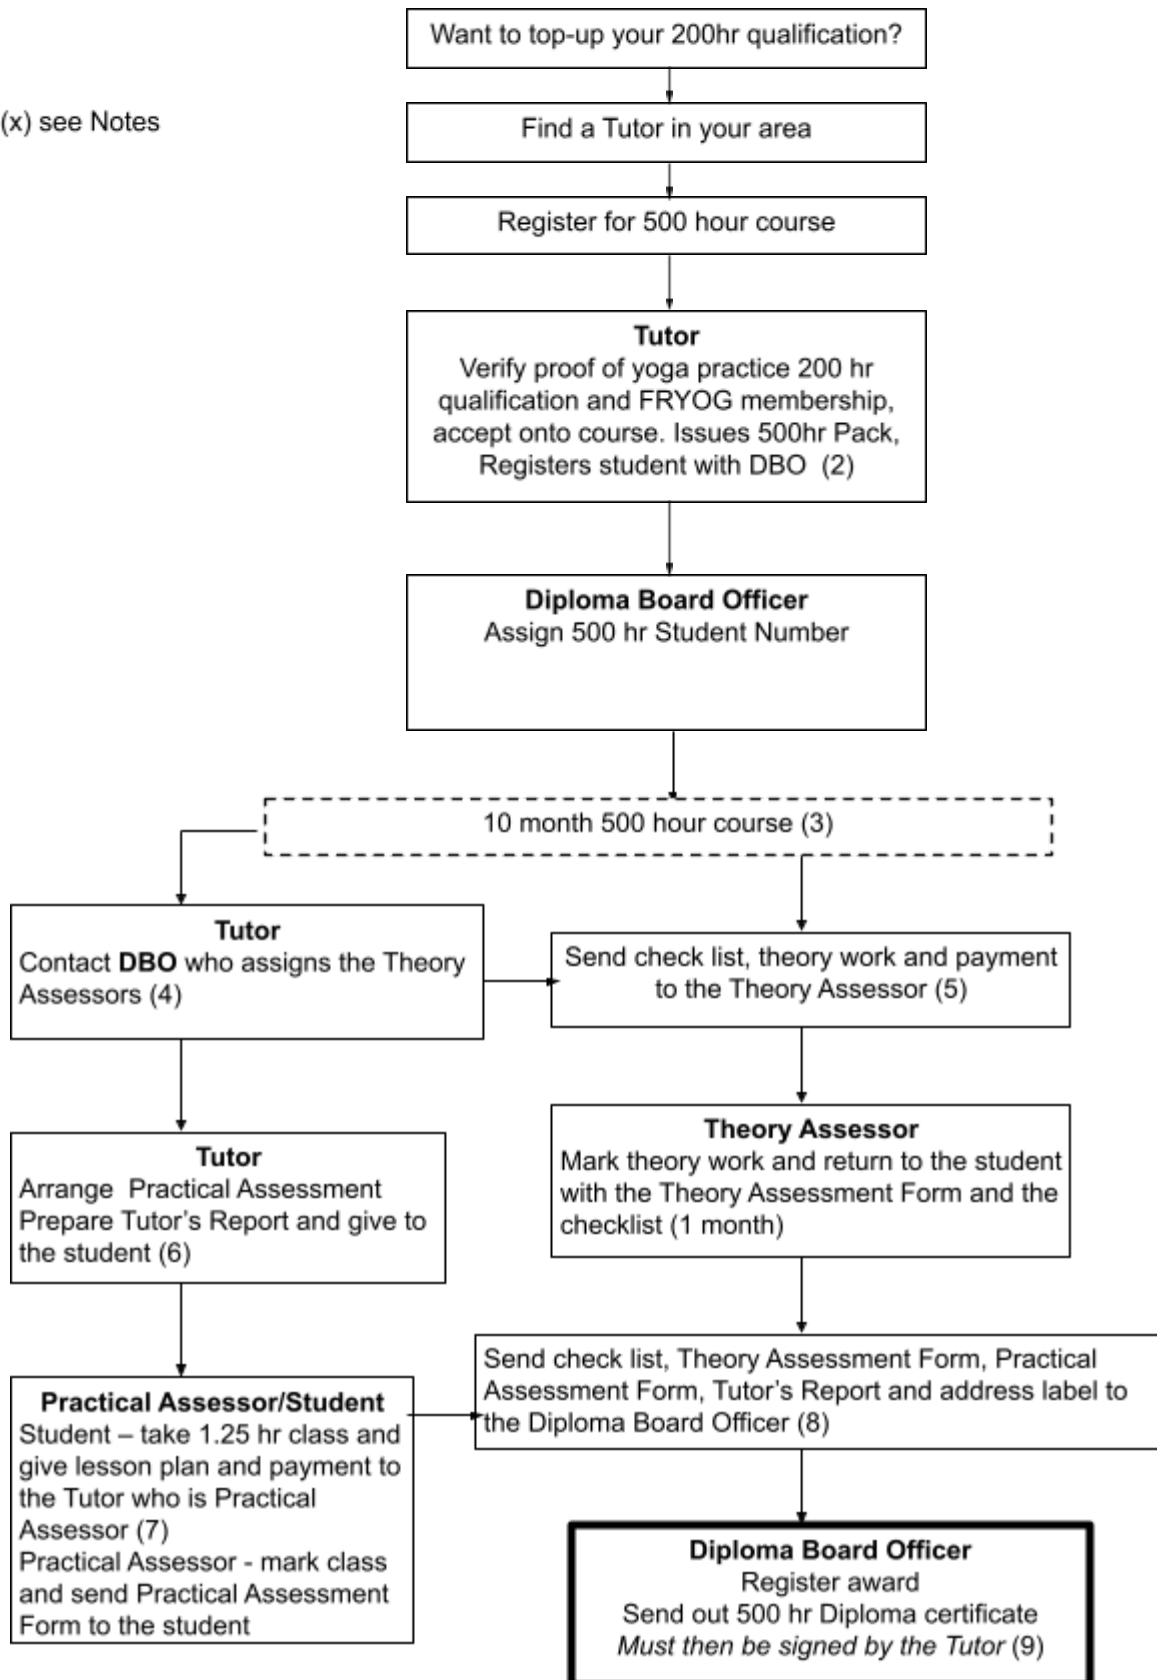 Want to top-up your 200hr qualification?
(x) see Notes
Find a Tutor in your area
Register for 500 hour course
Tutor
Verify proof of yoga practice 200 hr
qualification and FRYOG membership,
accept onto course. Issues 500hr Pack,
Registers student with DBO (2)
Diploma Board Officer
Assign 500 hr Student Number
10 month 500 hour course (3)
Tutor
Contact DBO who assigns the Theory
Assessors (4)
Send check list, theory work and payment
to the Theory Assessor (5)
Tutor
Arrange Practical Assessment
Prepare Tutor’s Report and give to
the student (6)
Theory Assessor
Mark theory work and return to the student
with the Theory Assessment Form and the
checklist (1 month)
Practical Assessor/Student
Student – take 1.25 hr class and
give lesson plan and payment to
the Tutor who is Practical
Assessor (7)
Practical Assessor - mark class
and send Practical Assessment
Form to the student
Send check list, Theory Assessment Form, Practical
Assessment Form, Tutor’s Report and address label to
the Diploma Board Officer (8)
Diploma Board Officer
Register award
Send out 500 hr Diploma certificate
Must then be signed by the Tutor (9)